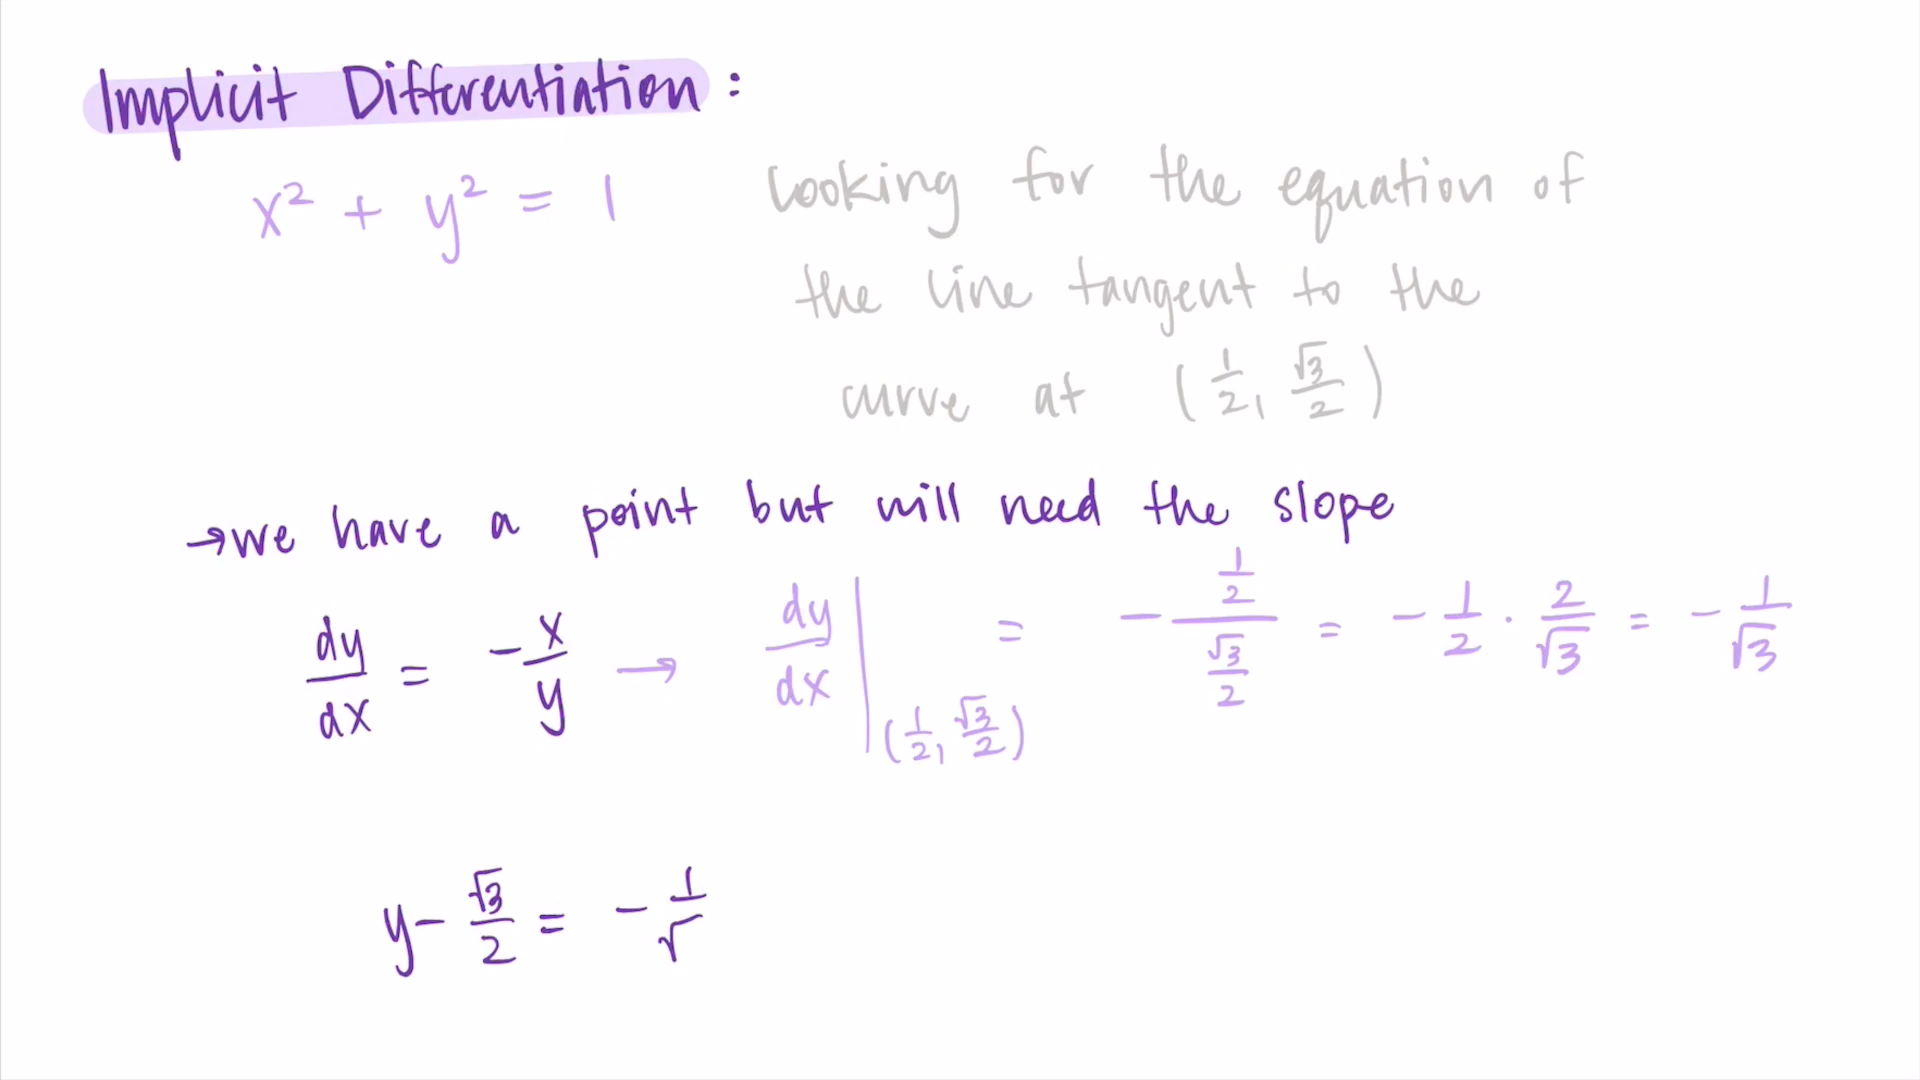 Implicit Differentiation:
x² + y² = 1
looking for the equation of
the line tangent to the
curve at (1/2, √3/2)
→ we have a point but will need the slope
dy/dx = -x/y → dy/dx |(1/2, √3/2) = - (1/2)/(√3/2) = - 1/2 · 2/√3 = - 1/√3
y - √3/2 = - 1/√